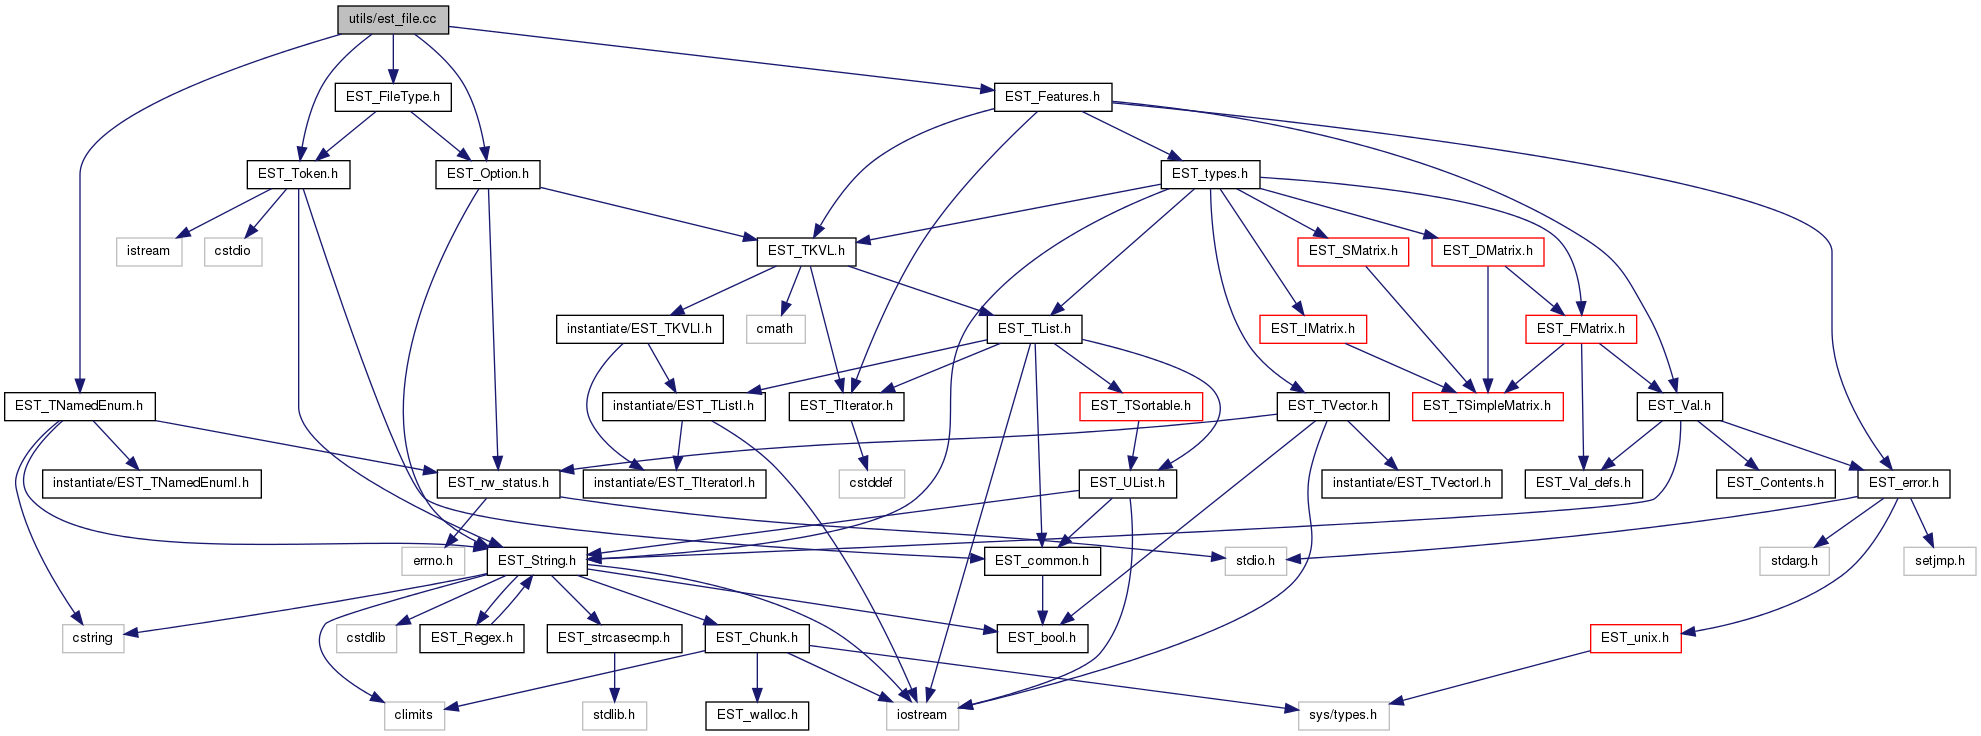 utils/est_file.cc
EST_FileType.h
EST_Features.h
EST_Token.h
EST_Option.h
EST_types.h
istream
cstdio
EST_TKVL.h
EST_SMatrix.h
EST_DMatrix.h
instantiate/EST_TKVLI.h
cmath
EST_TList.h
EST_IMatrix.h
EST_FMatrix.h
EST_TNamedEnum.h
instantiate/EST_TListI.h
EST_TIterator.h
EST_TSortable.h
EST_TVector.h
EST_TSimpleMatrix.h
EST_Val.h
instantiate/EST_TNamedEnumI.h
EST_rw_status.h
instantiate/EST_TIteratorI.h
cstddef
EST_UList.h
instantiate/EST_TVectorI.h
EST_Val_defs.h
EST_Contents.h
EST_error.h
errno.h
EST_String.h
EST_common.h
stdio.h
stdarg.h
setjmp.h
cstring
cstdlib
EST_Regex.h
EST_strcasecmp.h
EST_Chunk.h
EST_bool.h
EST_unix.h
climits
stdlib.h
EST_walloc.h
iostream
sys/types.h